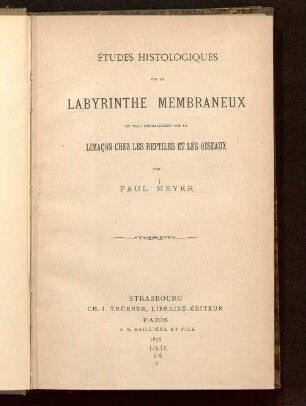 ÉTUDES HISTOLOGIQUES
SUR LE
LABYRINTHE MEMBRANEUX
ET PLUS SPÉCIALEMENT SUR LE
LIMAÇON CHEZ LES REPTILES ET LES OISEAUX
PAR
PAUL MEYER
STRASBOURG
CH. J. TRÜBNER, LIBRAIRE-ÉDITEUR
PARIS
J. B. BAILLIÈRE ET FILS
1876